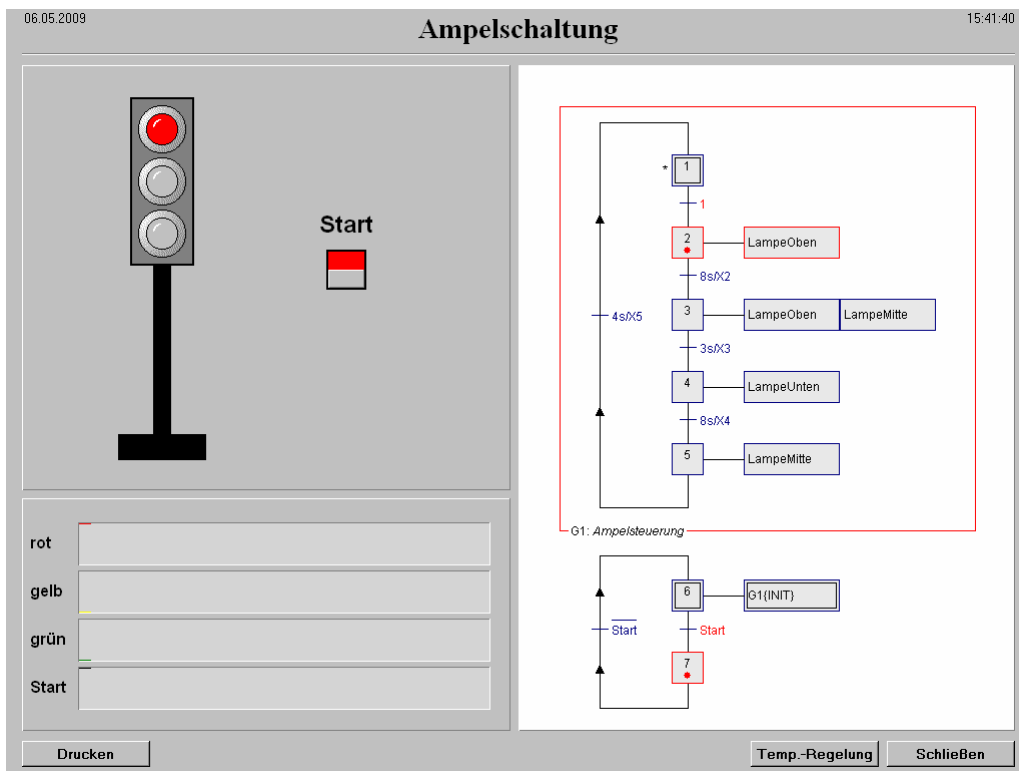 06.05.2009
Ampelschaltung
15:41:40
Start
rot
gelb
grün
Start
* 1
1
2 LampeOben
8s/X2
4s/X5
3 LampeOben LampeMitte
3s/X3
4 LampeUnten
8s/X4
5 LampeMitte
G1: Ampelsteuerung
6 G1{INIT}
Start Start
7
Drucken
Temp.-Regelung
Schließen